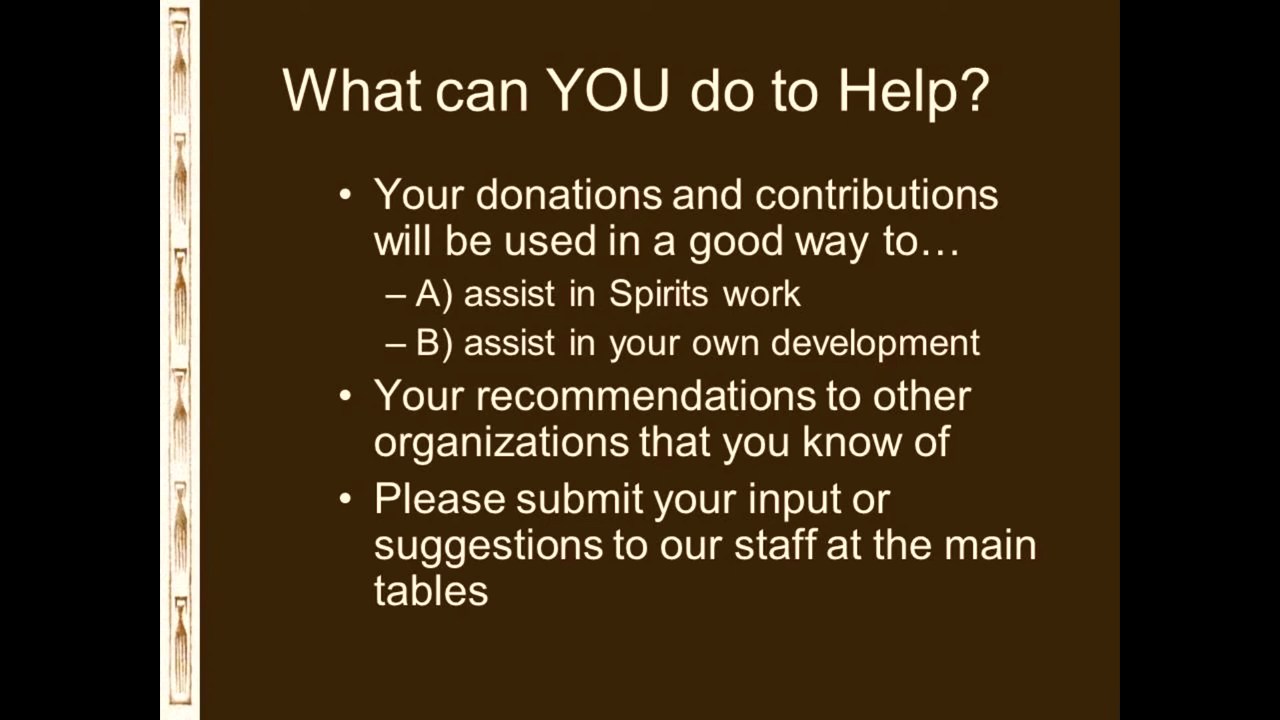 What can YOU do to Help?
• Your donations and contributions
will be used in a good way to…
– A) assist in Spirits work
– B) assist in your own development
• Your recommendations to other
organizations that you know of
• Please submit your input or
suggestions to our staff at the main
tables